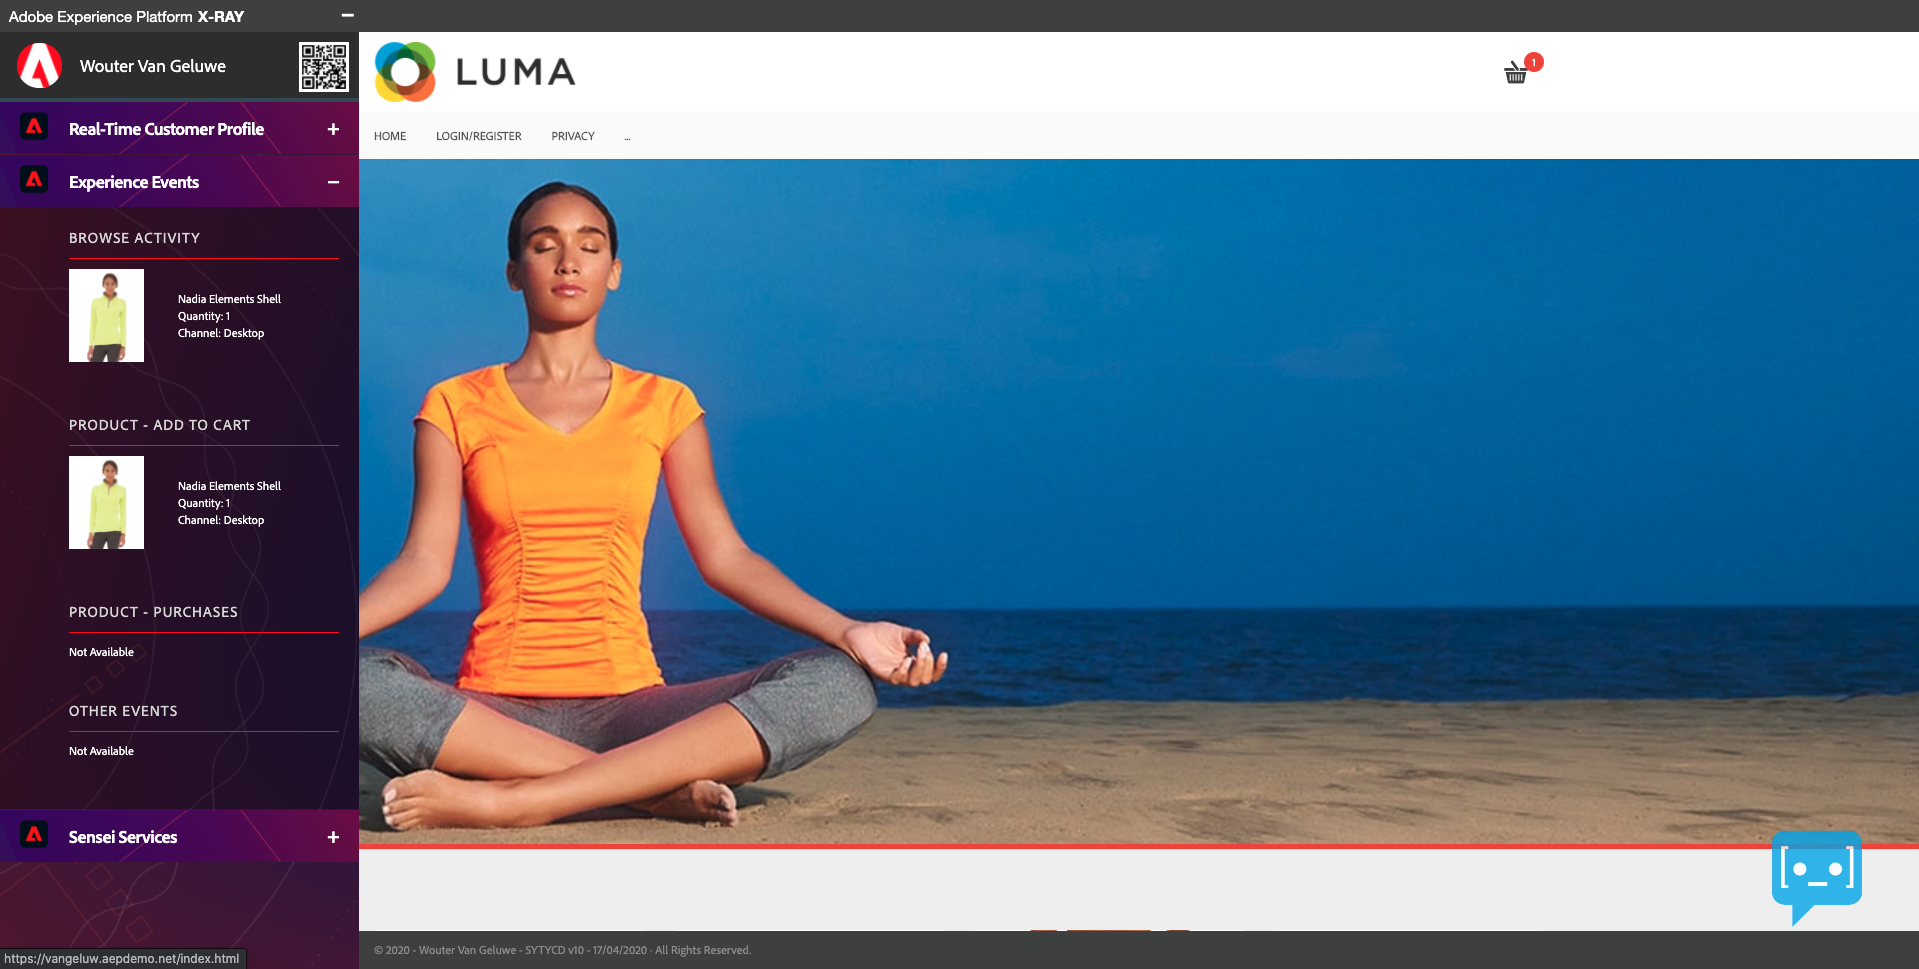 Adobe Experience Platform X-RAY
Wouter Van Geluwe
Real-Time Customer Profile
Experience Events
BROWSE ACTIVITY
Nadia Elements Shell
Quantity: 1
Channel: Desktop
PRODUCT - ADD TO CART
Nadia Elements Shell
Quantity: 1
Channel: Desktop
PRODUCT - PURCHASES
Not Available
OTHER EVENTS
Not Available
Sensei Services
https://vangeluw.aepdemo.net/index.html
LUMA
1
HOME LOGIN/REGISTER PRIVACY ...
© 2020 - Wouter Van Geluwe - SYTYCD v10 - 17/04/2020 · All Rights Reserved.